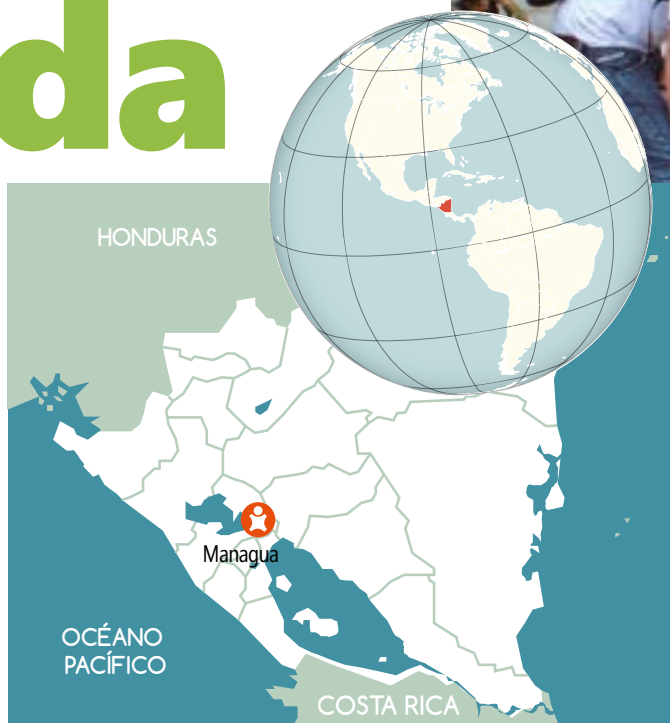 da
HONDURAS
Managua
OCÉANO
PACÍFICO
COSTA RICA